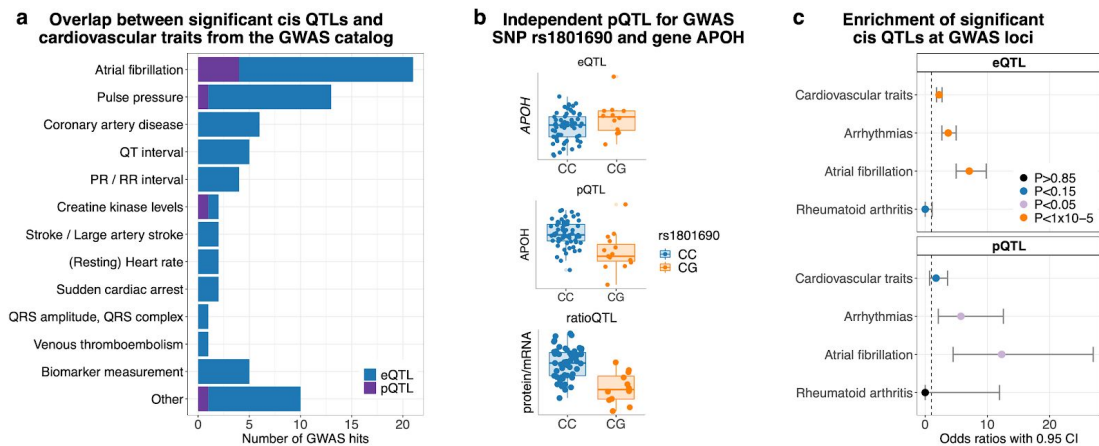 a
Overlap between significant cis QTLs and
cardiovascular traits from the GWAS catalog
Atrial fibrillation
Pulse pressure
Coronary artery disease
QT interval
PR / RR interval
Creatine kinase levels
Stroke / Large artery stroke
(Resting) Heart rate
Sudden cardiac arrest
QRS amplitude, QRS complex
Venous thromboembolism
Biomarker measurement
Other
eQTL
pQTL
0 5 10 15 20
Number of GWAS hits
b
Independent pQTL for GWAS
SNP rs1801690 and gene APOH
eQTL
APOH
CC CG
pQTL
APOH
CC CG
rs1801690
CC
CG
ratioQTL
protein/mRNA
CC CG
c
Enrichment of significant
cis QTLs at GWAS loci
eQTL
Cardiovascular traits
Arrhythmias
Atrial fibrillation
Rheumatoid arthritis
P>0.85
P<0.15
P<0.05
P<1x10−5
pQTL
Cardiovascular traits
Arrhythmias
Atrial fibrillation
Rheumatoid arthritis
0 10 20
Odds ratios with 0.95 CI